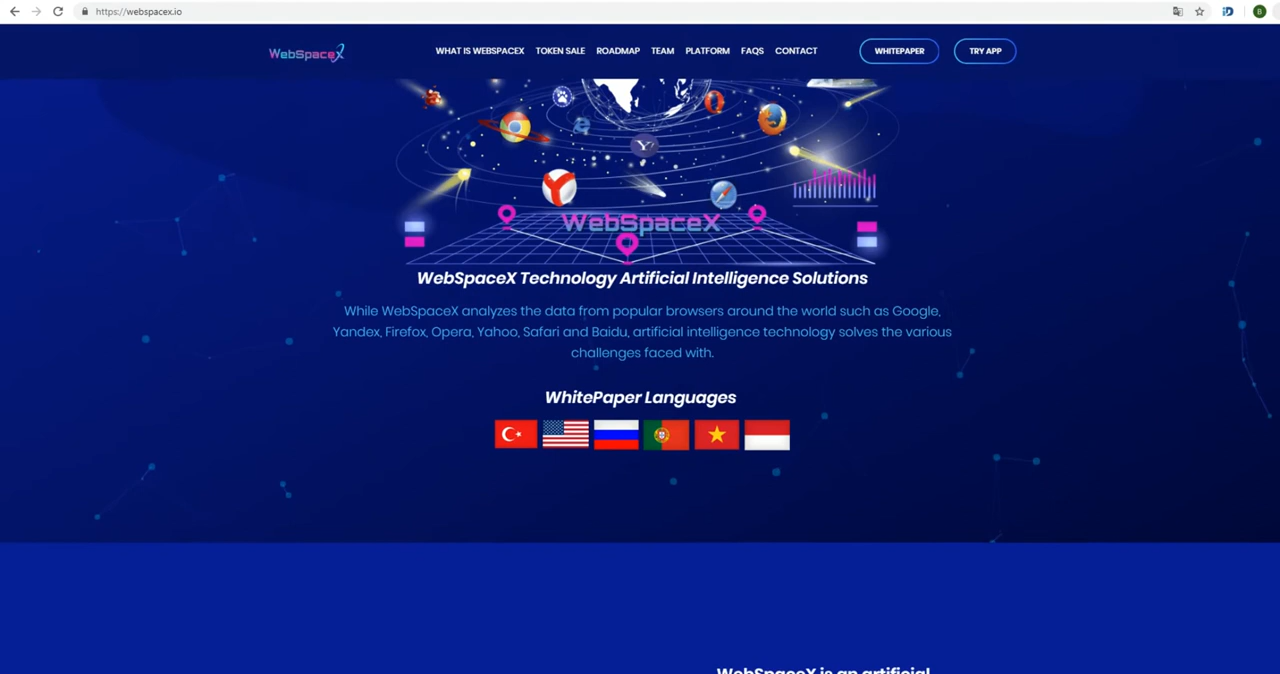 https://webspacex.io
B
WebSpaceX
WHAT IS WEBSPACEX
TOKEN SALE
ROADMAP
TEAM
PLATFORM
FAQS
CONTACT
WHITEPAPER
TRY APP
Y!
WebSpaceX
WebSpaceX Technology Artificial Intelligence Solutions
While WebSpaceX analyzes the data from popular browsers around the world such as Google,
Yandex, Firefox, Opera, Yahoo, Safari and Baidu, artificial intelligence technology solves the various
challenges faced with.
WhitePaper Languages
WebSpaceX is an artificial